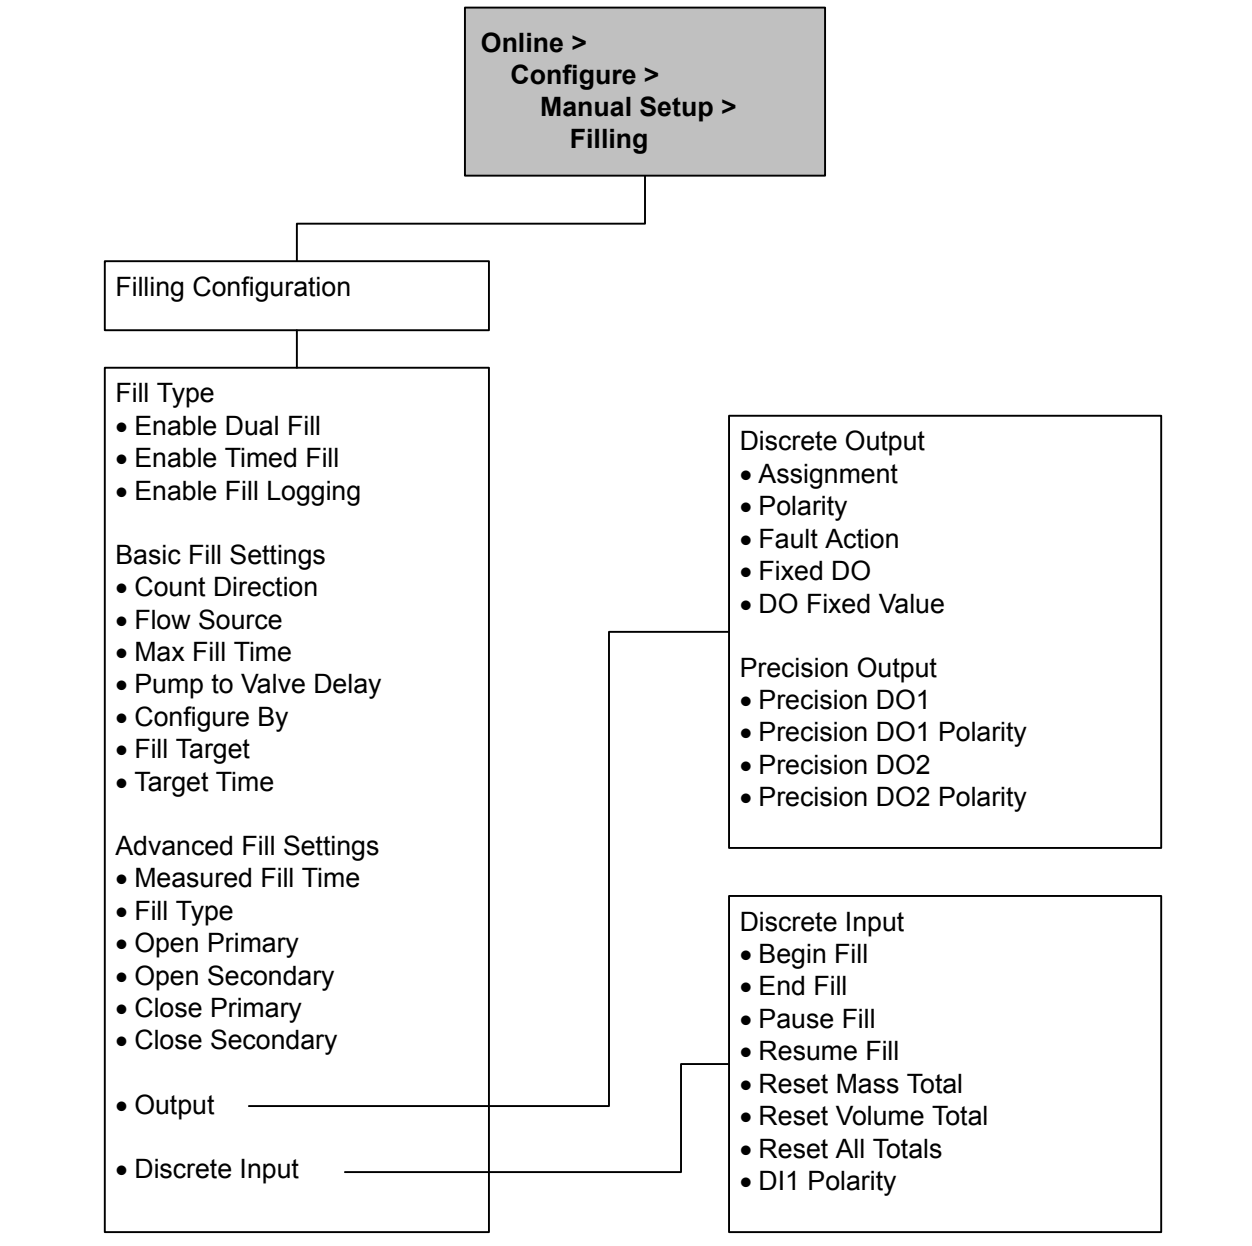 Online >
Configure >
Manual Setup >
Filling
Filling Configuration
Fill Type
• Enable Dual Fill
• Enable Timed Fill
• Enable Fill Logging
Basic Fill Settings
• Count Direction
• Flow Source
• Max Fill Time
• Pump to Valve Delay
• Configure By
• Fill Target
• Target Time
Advanced Fill Settings
• Measured Fill Time
• Fill Type
• Open Primary
• Open Secondary
• Close Primary
• Close Secondary
• Output
• Discrete Input
Discrete Output
• Assignment
• Polarity
• Fault Action
• Fixed DO
• DO Fixed Value
Precision Output
• Precision DO1
• Precision DO1 Polarity
• Precision DO2
• Precision DO2 Polarity
Discrete Input
• Begin Fill
• End Fill
• Pause Fill
• Resume Fill
• Reset Mass Total
• Reset Volume Total
• Reset All Totals
• DI1 Polarity